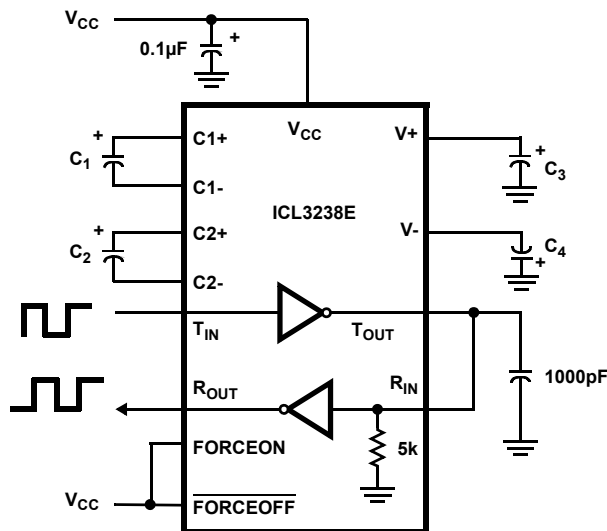 VCC
0.1µF
+
+
C1
C1+
C1-
VCC
V+
+
C3
ICL3238E
+
C2
C2+
C2-
V-
C4
+
TIN
TOUT
ROUT
RIN
1000pF
5k
FORCEON
VCC
FORCEOFF